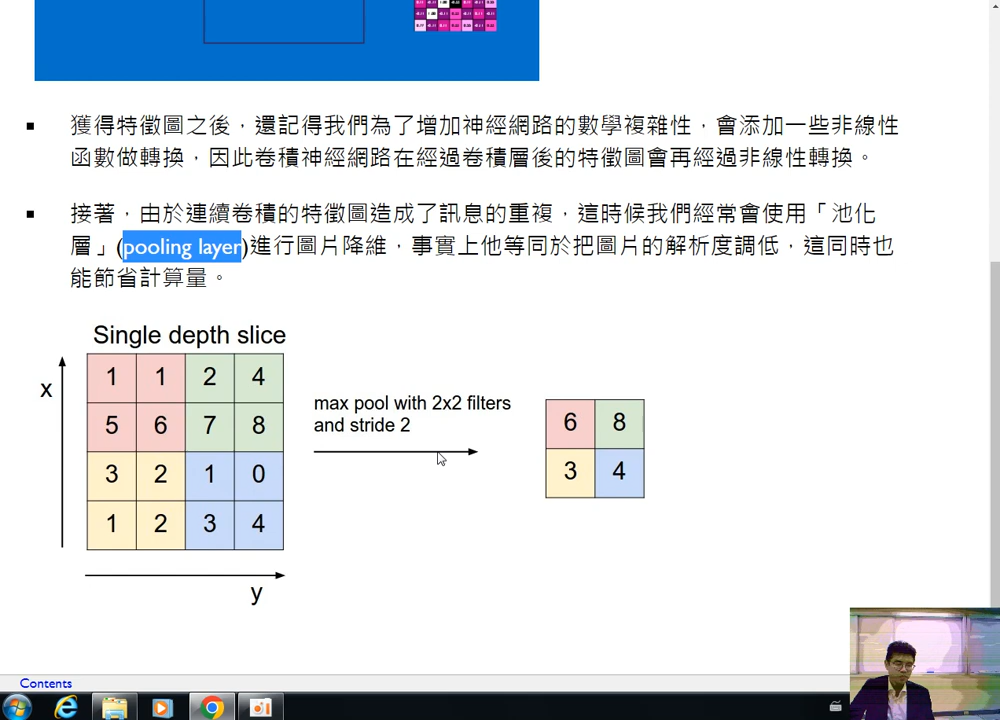 獲得特徵圖之後，還記得我們為了增加神經網路的數學複雜性，會添加一些非線性
函數做轉換，因此卷積神經網路在經過卷積層後的特徵圖會再經過非線性轉換。
接著，由於連續卷積的特徵圖造成了訊息的重複，這時候我們經常會使用「池化
層」(pooling layer)進行圖片降維，事實上他等同於把圖片的解析度調低，這同時也
能節省計算量。
Single depth slice
x
1 1 2 4
5 6 7 8
3 2 1 0
1 2 3 4
y
max pool with 2x2 filters
and stride 2
6 8
3 4
Contents